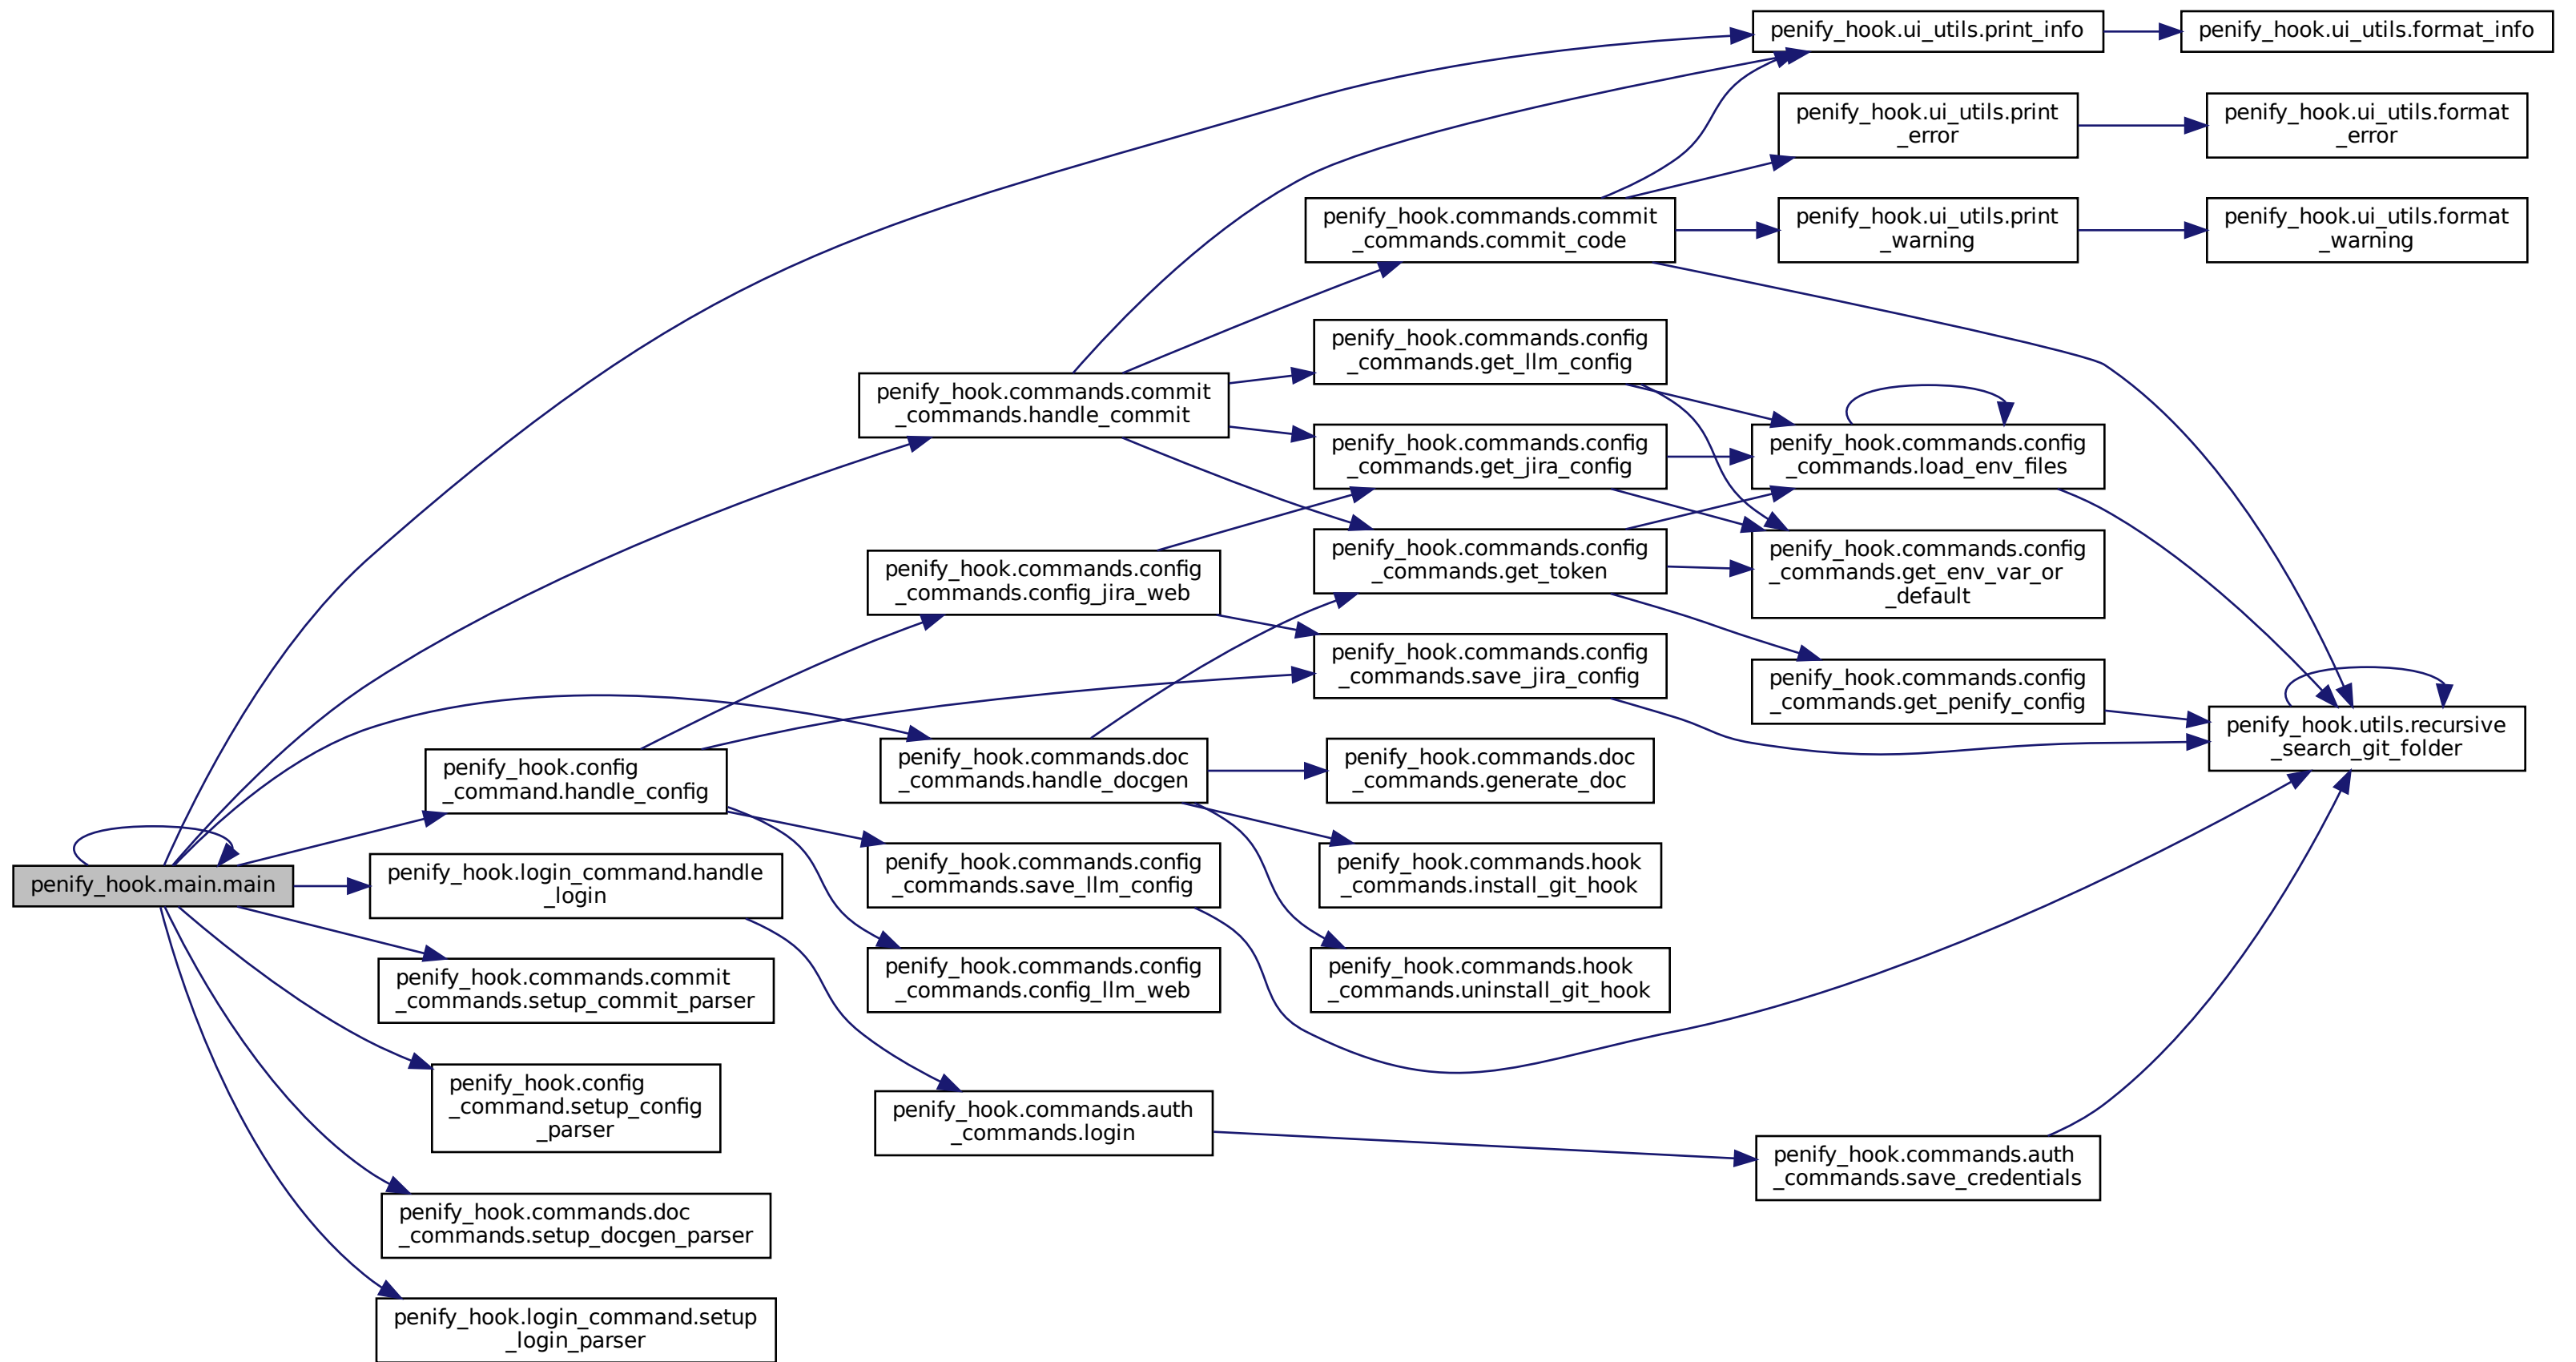 penify_hook.main.main
penify_hook.config
_command.handle_config
penify_hook.login_command.handle
_login
penify_hook.commands.commit
_commands.setup_commit_parser
penify_hook.config
_command.setup_config
_parser
penify_hook.commands.doc
_commands.setup_docgen_parser
penify_hook.login_command.setup
_login_parser
penify_hook.commands.commit
_commands.handle_commit
penify_hook.commands.config
_commands.config_jira_web
penify_hook.commands.doc
_commands.handle_docgen
penify_hook.commands.config
_commands.save_llm_config
penify_hook.commands.config
_commands.config_llm_web
penify_hook.commands.auth
_commands.login
penify_hook.commands.commit
_commands.commit_code
penify_hook.commands.config
_commands.get_llm_config
penify_hook.commands.config
_commands.get_jira_config
penify_hook.commands.config
_commands.get_token
penify_hook.commands.config
_commands.save_jira_config
penify_hook.commands.doc
_commands.generate_doc
penify_hook.commands.hook
_commands.install_git_hook
penify_hook.commands.hook
_commands.uninstall_git_hook
penify_hook.ui_utils.print_info
penify_hook.ui_utils.print
_error
penify_hook.ui_utils.print
_warning
penify_hook.commands.config
_commands.load_env_files
penify_hook.commands.config
_commands.get_env_var_or
_default
penify_hook.commands.config
_commands.get_penify_config
penify_hook.commands.auth
_commands.save_credentials
penify_hook.ui_utils.format_info
penify_hook.ui_utils.format
_error
penify_hook.ui_utils.format
_warning
penify_hook.utils.recursive
_search_git_folder